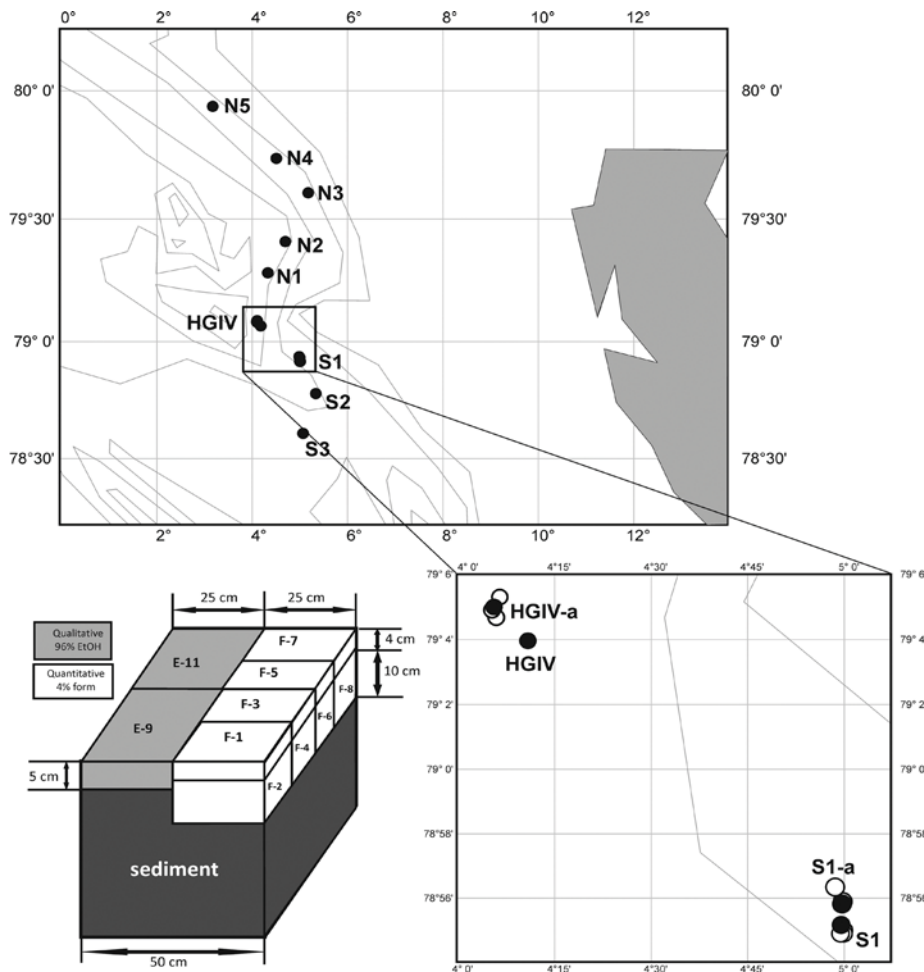 0° 2° 4° 6° 8° 10° 12°
80° 0' 80° 0'
N5
N4
N3
79°30' 79°30'
N2
N1
HGIV
79° 0' 79° 0'
S1
S2
S3
78°30' 78°30'
2° 4° 6° 8° 10° 12°
25 cm 25 cm
Qualitative
96% EtOH
Quantitative
4% form
F-7
4 cm
E-11
F-5
10 cm
F-8
F-3
F-6
E-9
F-1
F-4
5 cm
F-2
sediment
50 cm
4° 0' 4°15' 4°30' 4°45' 5° 0'
79° 6' 79° 6'
HGIV-a
79° 4' 79° 4'
HGIV
79° 2' 79° 2'
79° 0' 79° 0'
78°58' 78°58'
S1-a
78°56' 78°56'
S1
4° 0' 4°15' 4°30' 4°45' 5° 0'